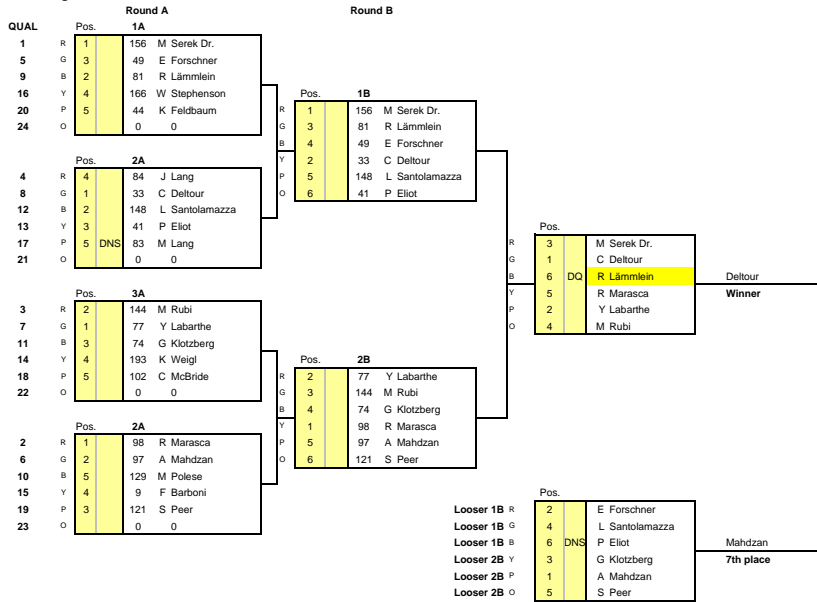 Round A Round B
QUAL Pos. 1A
1 R 1 156 M Serek Dr.
5 G 3 49 E Forschner
9 B 2 81 R Lämmlein
16 Y 4 166 W Stephenson
20 P 5 44 K Feldbaum
24 O 0 0
Pos. 2A
4 R 4 84 J Lang
8 G 1 33 C Deltour
12 B 2 148 L Santolamazza
13 Y 3 41 P Eliot
17 P 5 DNS 83 M Lang
21 O 0 0
Pos. 3A
3 R 2 144 M Rubi
7 G 1 77 Y Labarthe
11 B 3 74 G Klotzberg
14 Y 4 193 K Weigl
18 P 5 102 C McBride
22 O 0 0
Pos. 2A
2 R 1 98 R Marasca
6 G 2 97 A Mahdzan
10 B 5 129 M Polese
15 Y 4 9 F Barboni
19 P 3 121 S Peer
23 O 0 0
Pos. 1B
R 1 156 M Serek Dr.
G 3 81 R Lämmlein
B 4 49 E Forschner
Y 2 33 C Deltour
P 5 148 L Santolamazza
O 6 41 P Eliot
Pos. 2B
R 2 77 Y Labarthe
G 3 144 M Rubi
B 4 74 G Klotzberg
Y 1 98 R Marasca
P 5 97 A Mahdzan
O 6 121 S Peer
Pos.
R 3 M Serek Dr.
G 1 C Deltour
B 6 DQ R Lämmlein Deltour
Y 5 R Marasca Winner
P 2 Y Labarthe
O 4 M Rubi
Pos.
Looser 1B R 2 E Forschner
Looser 1B G 4 L Santolamazza
Looser 1B B 6 DNS P Eliot Mahdzan
Looser 2B Y 3 G Klotzberg 7th place
Looser 2B P 1 A Mahdzan
Looser 2B O 5 S Peer